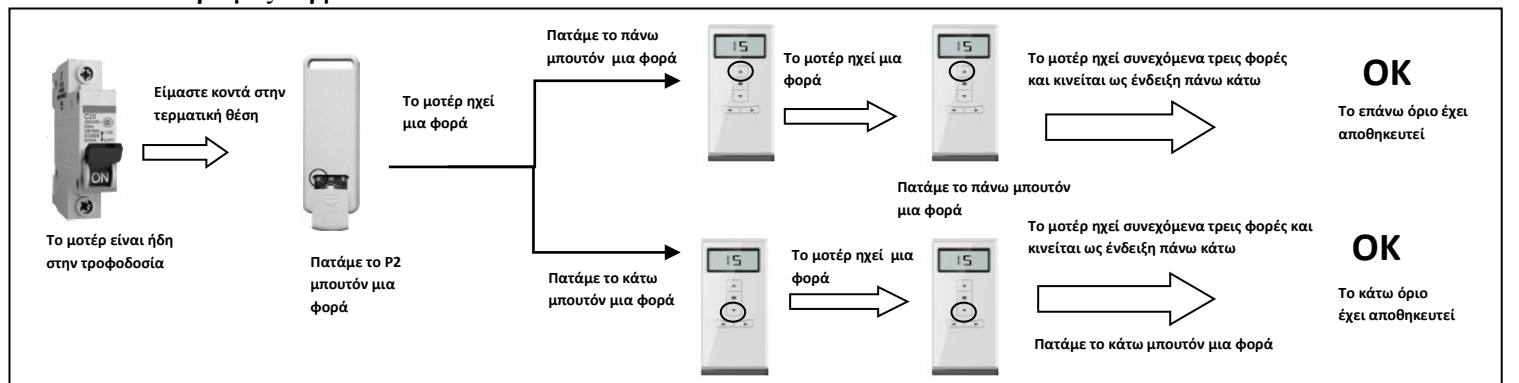 Είμαστε κοντά στην
τερματική θέση
C20
ON
Το μοτέρ είναι ήδη
στην τροφοδοσία
Πατάμε το P2
μπουτόν μια
φορά
Το μοτέρ ηχεί
μια φορά
Πατάμε το πάνω
μπουτόν μια φορά
15
Το μοτέρ ηχεί μια
φορά
15
Πατάμε το πάνω μπουτόν
μια φορά
Το μοτέρ ηχεί συνεχόμενα τρεις φορές
και κινείται ως ένδειξη πάνω κάτω
OK
Το επάνω όριο έχει
αποθηκευτεί
Πατάμε το κάτω
μπουτόν μια φορά
15
Το μοτέρ ηχεί μια
φορά
15
Το μοτέρ ηχεί συνεχόμενα τρεις φορές και
κινείται ως ένδειξη πάνω κάτω
Πατάμε το κάτω μπουτόν μια φορά
OK
Το κάτω όριο
έχει αποθηκευτεί